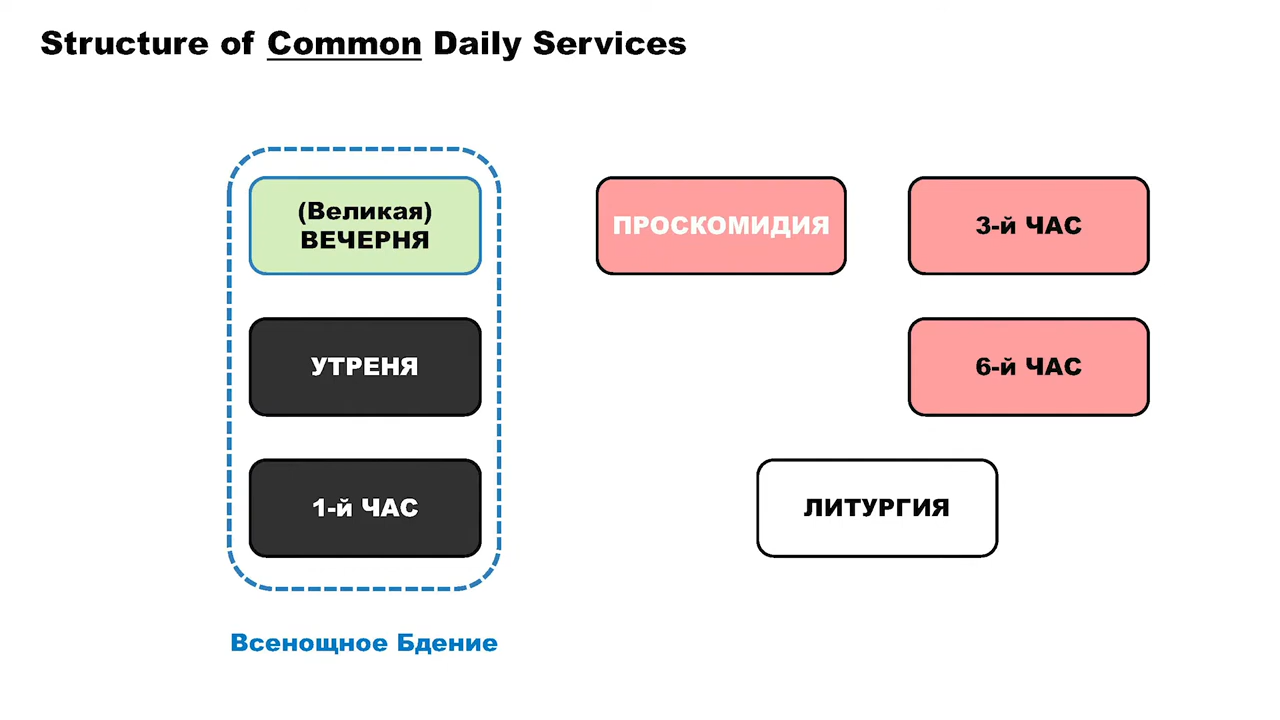 Structure of Common Daily Services
(Великая)
ВЕЧЕРНЯ
УТРЕНЯ
1-й ЧАС
Всенощное Бдение
ПРОСКОМИДИЯ
3-й ЧАС
6-й ЧАС
ЛИТУРГИЯ